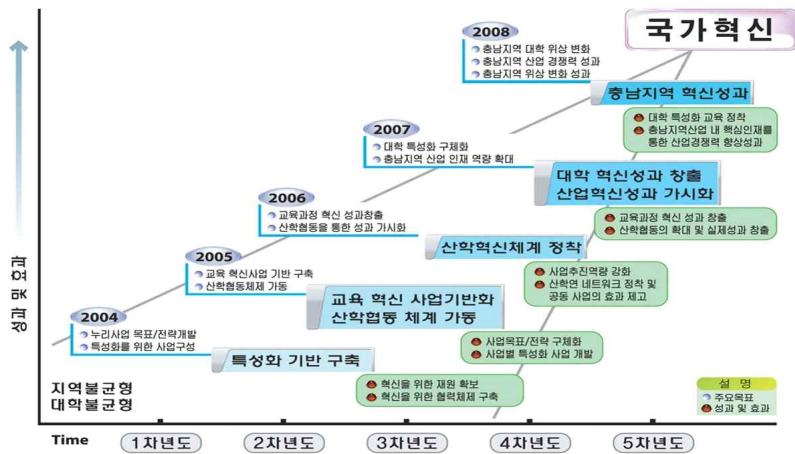 국가혁신
2008
충남지역 대학 위상 변화
충남지역 산업 경쟁력 성과
충남지역 위상 변화 성과
충남지역 혁신성과
대학 특성화 교육 정착
충남지역산업 내 핵심인재를
통한 산업경쟁력 향상성과
2007
대학 특성화 구체화
충남지역 산업 인재 역량 확대
대학 혁신성과 창출
산업혁신성과 가시화
교육과정 혁신 성과 창출
산학협동의 확대 및 실제성과 창출
2006
교육과정 혁신 성과창출
산학협동을 통한 성과 가시화
산학혁신체계 정착
사업추진역량 강화
산학연 네트워크 정착 및
공동 사업의 효과 제고
2005
교육 혁신사업 기반 구축
산학협동체제 가동
교육 혁신 사업기반화
산학협동 체계 가동
사업목표/전략 구체화
사업별 특성화 사업 개발
2004
누리사업 목표/전략개발
특성화를 위한 사업구성
특성화 기반 구축
혁신을 위한 재원 확보
혁신을 위한 협력체제 구축
성과 및 효과
지역불균형
대학불균형
설 명
주요목표
성과 및 효과
Time
1차년도
2차년도
3차년도
4차년도
5차년도